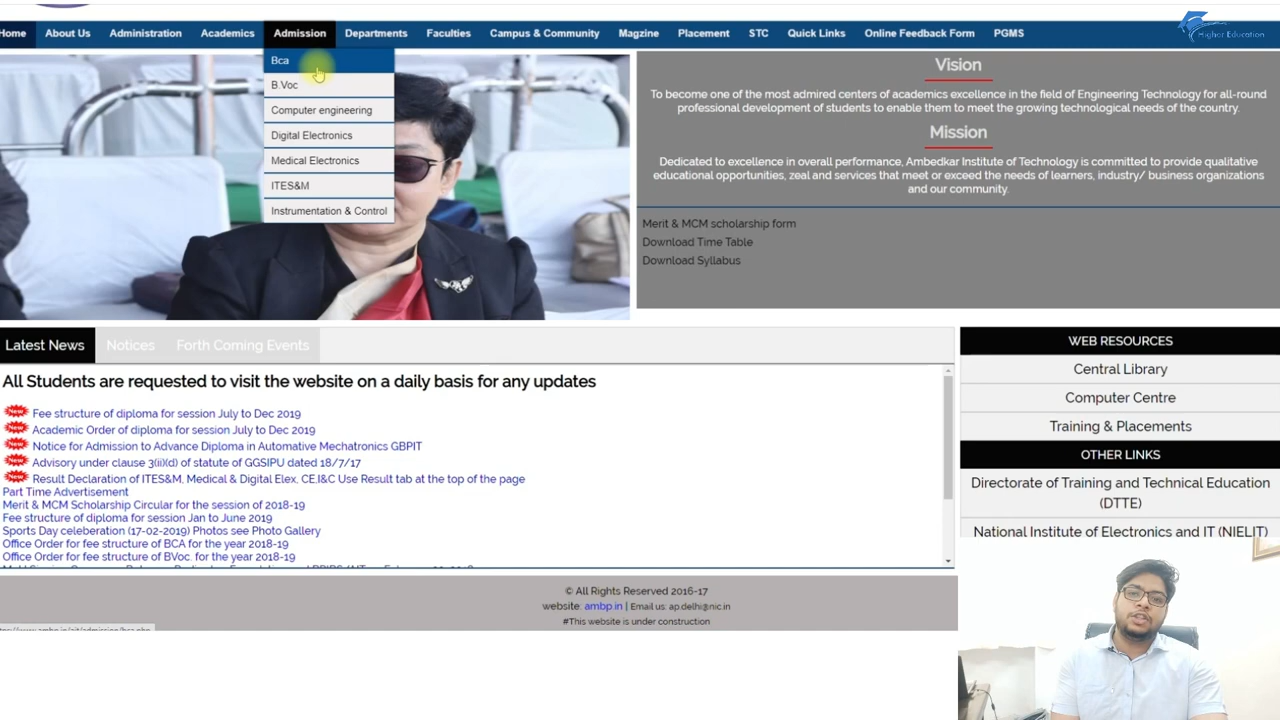 Home About Us Administration Academics Admission Departments Faculties Campus & Community Magzine Placement STC Quick Links Online Feedback Form PGMS
Higher Education
Bca
B.Voc
Computer engineering
Digital Electronics
Medical Electronics
ITES&M
Instrumentation & Control
Vision
To become one of the most admired centers of academics excellence in the field of Engineering Technology for all-round
professional development of students to enable them to meet the growing technological needs of the country.
Mission
Dedicated to excellence in overall performance, Ambedkar Institute of Technology is committed to provide qualitative
educational opportunities, zeal and services that meet or exceed the needs of learners, industry/ business organizations
and our community.
Merit & MCM scholarship form
Download Time Table
Download Syllabus
Latest News Notices Forth Coming Events
All Students are requested to visit the website on a daily basis for any updates
New Fee structure of diploma for session July to Dec 2019
New Academic Order of diploma for session July to Dec 2019
New Notice for Admission to Advance Diploma in Automative Mechatronics GBPIT
New Advisory under clause 3(ii)(d) of statute of GGSIPU dated 18/7/17
New Result Declaration of ITES&M, Medical & Digital Elex, CE,I&C Use Result tab at the top of the page
Part Time Advertisement
Merit & MCM Scholarship Circular for the session of 2018-19
Fee structure of diploma for session Jan to June 2019
Sports Day celeberation (17-02-2019) Photos see Photo Gallery
Office Order for fee structure of BCA for the year 2018-19
Office Order for fee structure of BVoc. for the year 2018-19
WEB RESOURCES
Central Library
Computer Centre
Training & Placements
OTHER LINKS
Directorate of Training and Technical Education
(DTTE)
National Institute of Electronics and IT (NIELIT)
© All Rights Reserved 2016-17
website: ambp.in | Email us: ap.delhi@nic.in
#This website is under construction